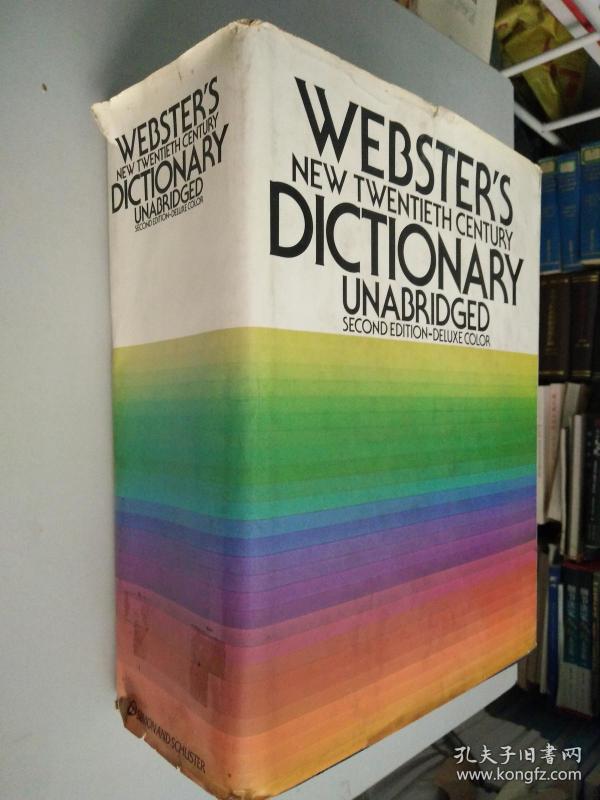 WEBSTER'S
NEW TWENTIETH CENTURY
DICTIONARY
UNABRIDGED
SECOND EDITION-DELUXE COLOR
SIMON AND SCHUSTER
WEBSTER'S
NEW TWENTIETH CENTURY
DICTIONARY
UNABRIDGED
SECOND EDITION-DELUXE COLOR
孔夫子旧書网
www.kongfz.com